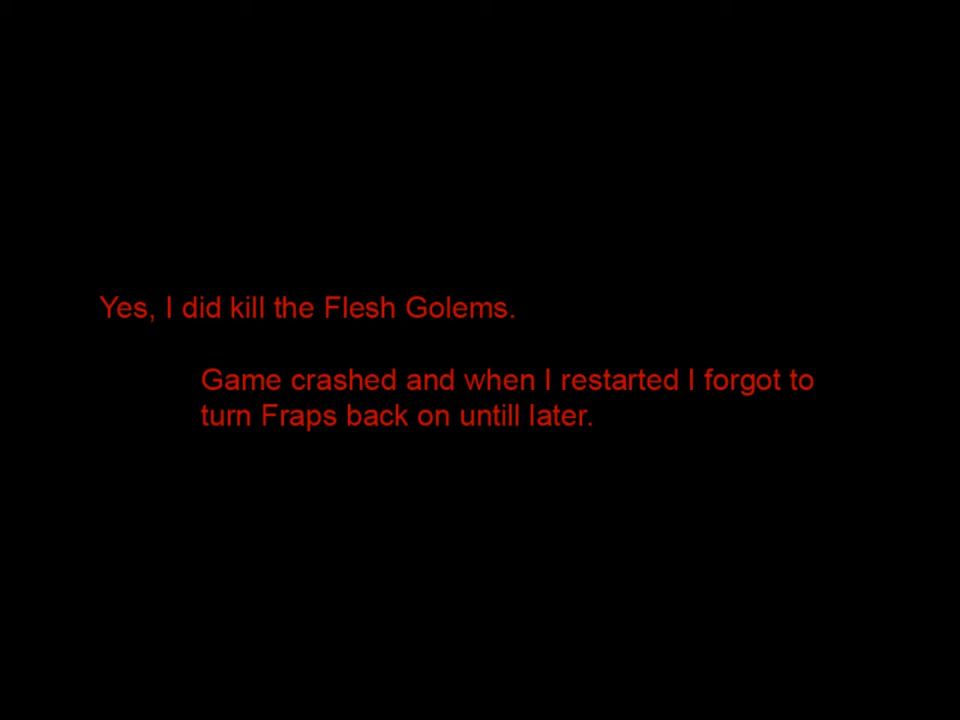 Yes, I did kill the Flesh Golems.
Game crashed and when I restarted I forgot to
turn Fraps back on untill later.